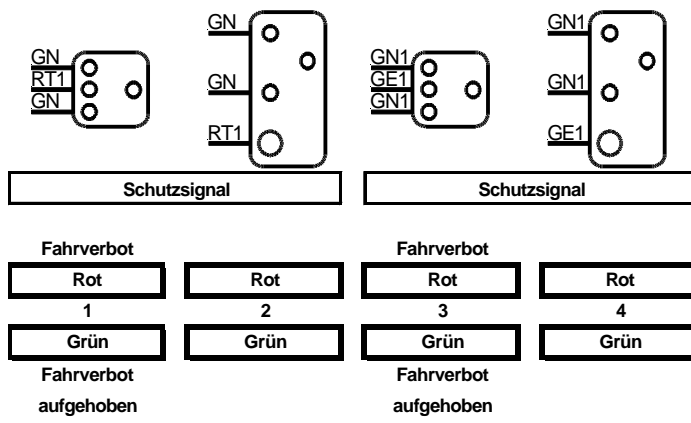 GN
RT1
GN
GN
GN
RT1
GN1
GE1
GN1
GN1
GN1
GE1
Schutzsignal Schutzsignal
Fahrverbot Fahrverbot
Rot Rot Rot Rot
1 2 3 4
Grün Grün Grün Grün
Fahrverbot Fahrverbot
aufgehoben aufgehoben